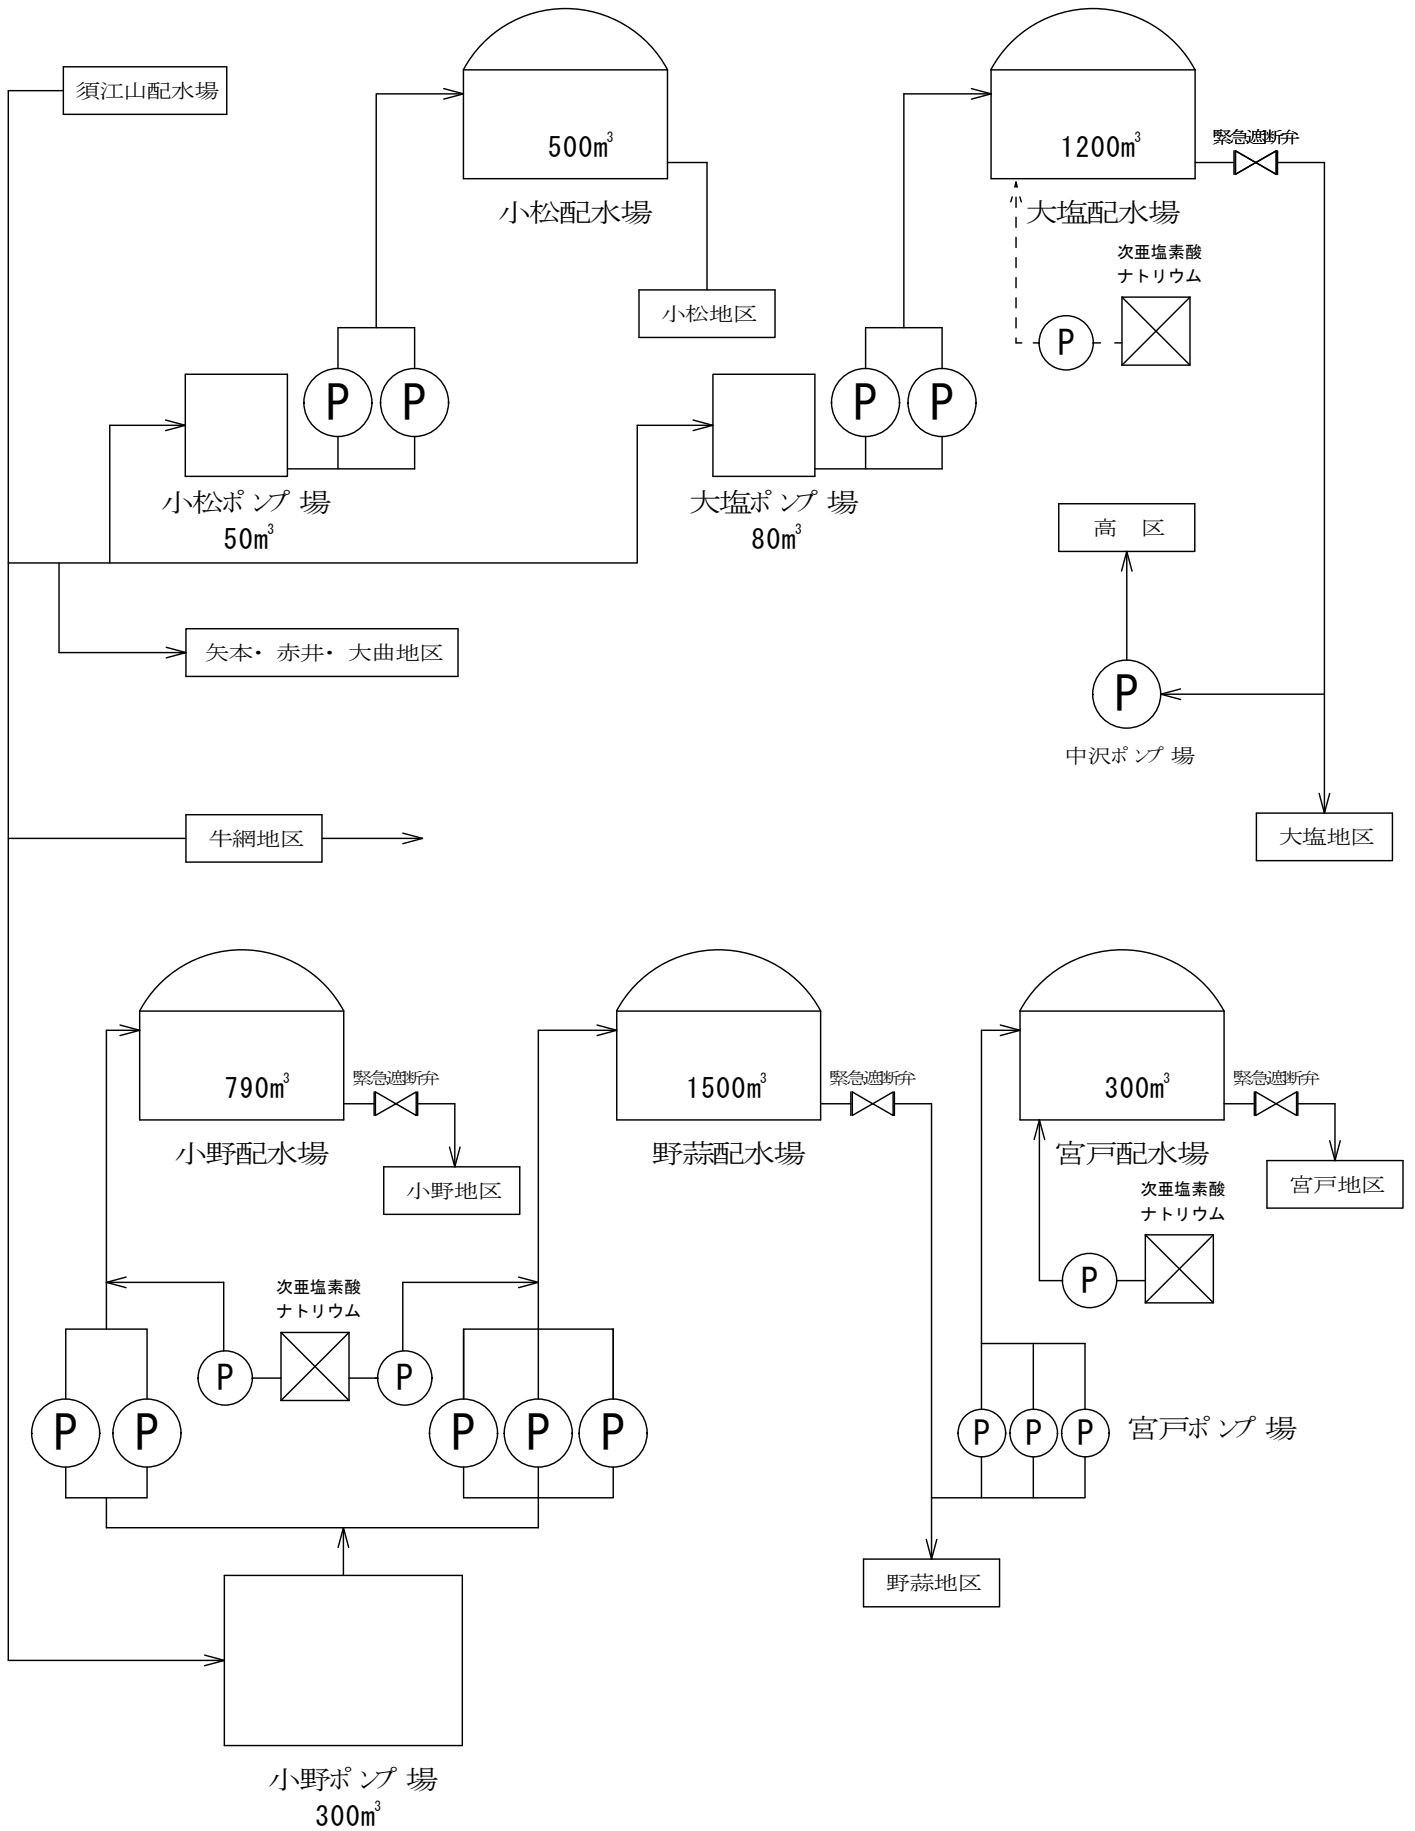 須江山配水場
500㎥
小松配水場
小松地区
P
P
小松ポンプ場
50㎥
1200㎥
緊急遮断弁
大塩配水場
次亜塩素酸
ナトリウム
P
P
P
大塩ポンプ場
80㎥
高 区
P
中沢ポンプ場
大塩地区
矢本・赤井・大曲地区
牛網地区
790㎥
緊急遮断弁
小野配水場
小野地区
1500㎥
緊急遮断弁
野蒜配水場
300㎥
緊急遮断弁
宮戸配水場
宮戸地区
次亜塩素酸
ナトリウム
P
次亜塩素酸
ナトリウム
P
P
P
P
P
P
P
P
P
P
宮戸ポンプ場
野蒜地区
小野ポンプ場
300㎥